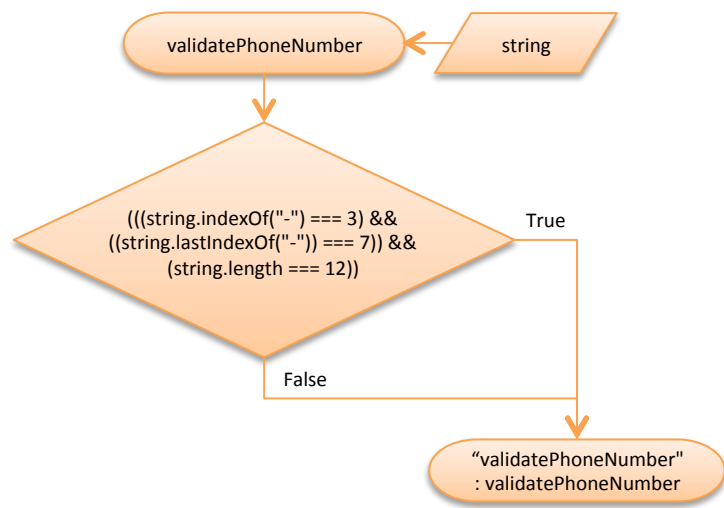 validatePhoneNumber
string
(((string.indexOf("-") === 3) &&
((string.lastIndexOf("-")) === 7)) &&
(string.length === 12))
True
False
“validatePhoneNumber"
: validatePhoneNumber